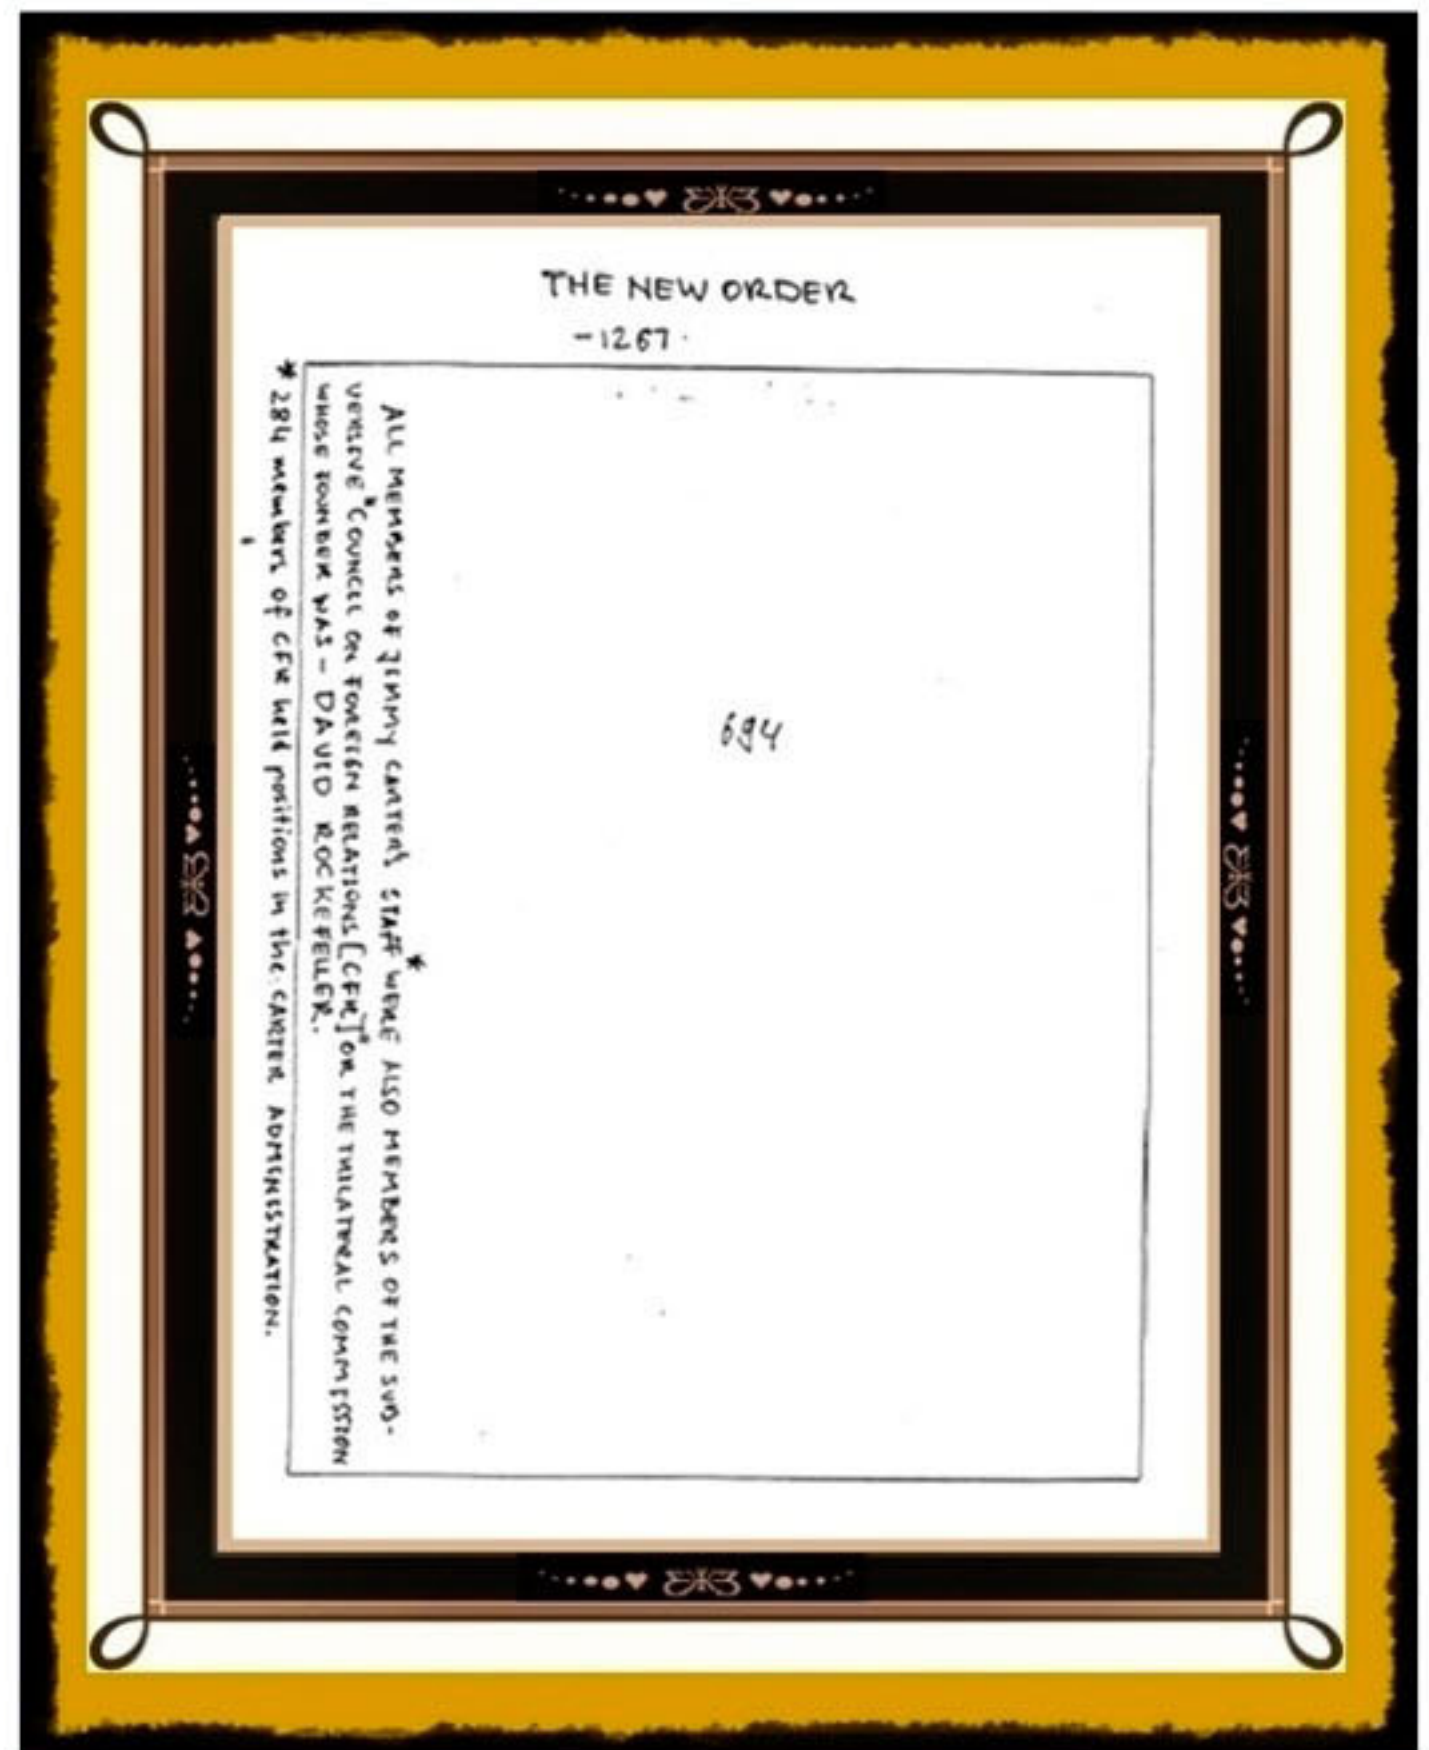 THE NEW ORDER
-1267.
694
ALL MEMBERS OF JIMMY CARTER'S STAFF* WERE ALSO MEMBERS OF THE SUB-
VERSIVE "COUNCIL ON FOREIGN RELATIONS [CFR]" OR THE TRILATERAL COMMISSION
WHOSE FOUNDER WAS - DAVID ROCKEFELLER.
* 284 members of CFR held positions in the CARTER ADMINISTRATION.